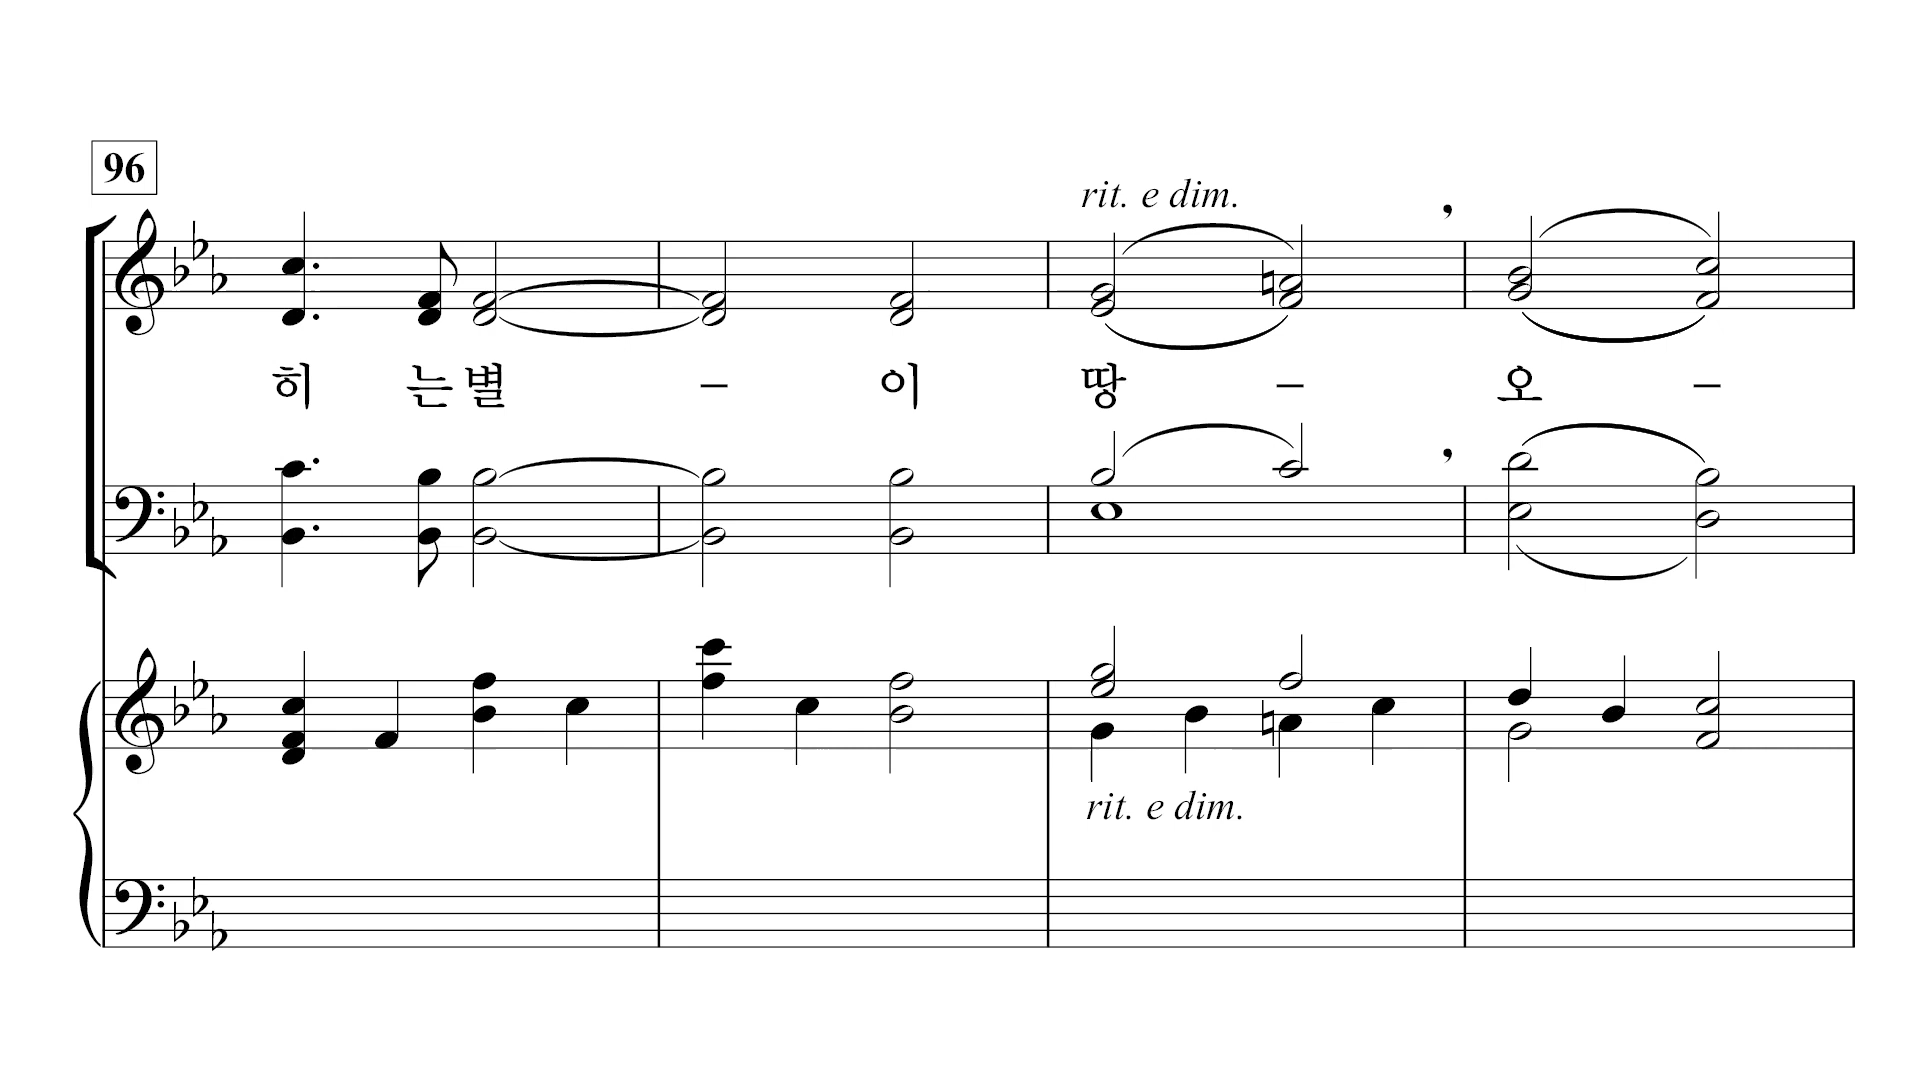 96
rit. e dim.
히 는 별 – 이 땅 – 오 –
rit. e dim.